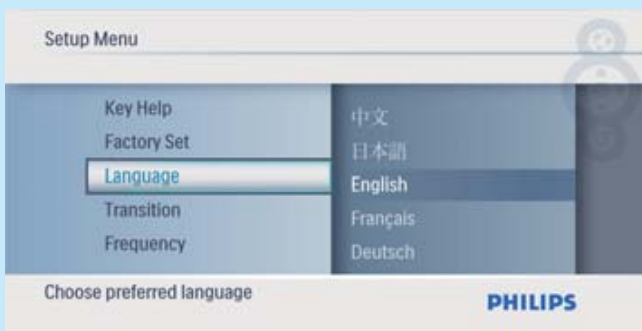 Setup Menu
Key Help
Factory Set
Language
Transition
Frequency
中文
日本語
English
Français
Deutsch
Choose preferred language
PHILIPS